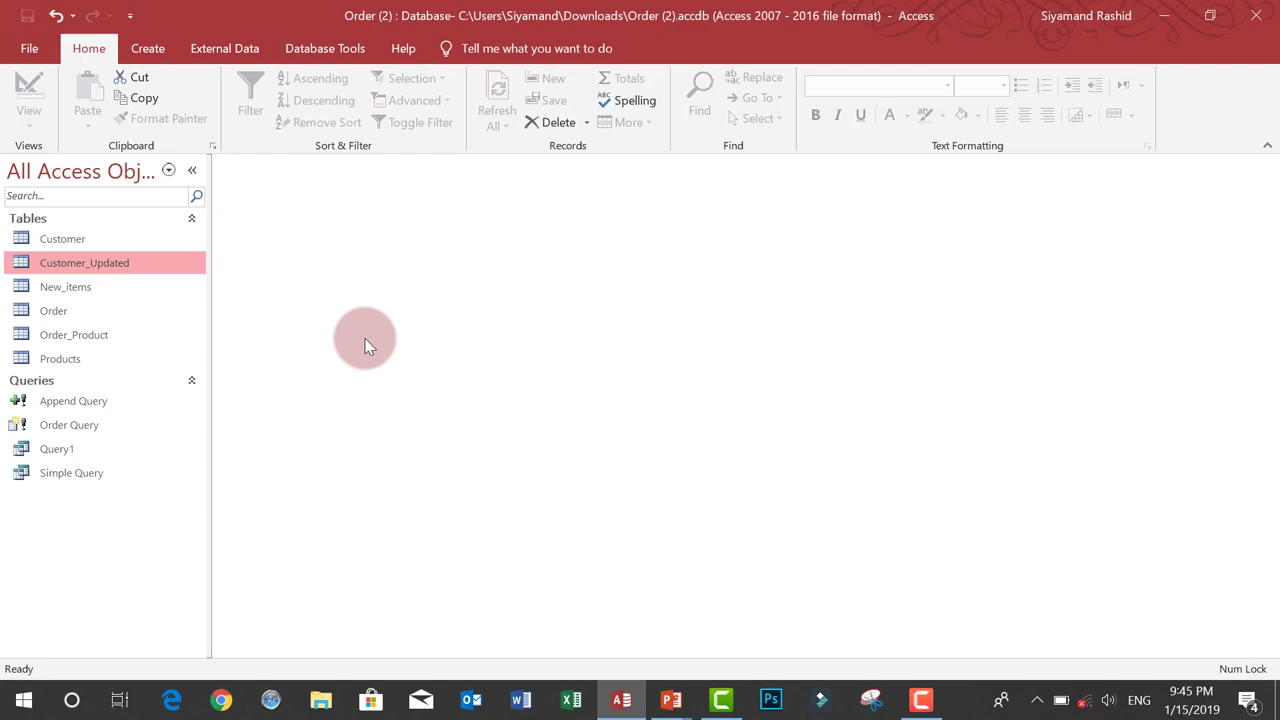 Order (2) : Database- C:\Users\Siyamand\Downloads\Order (2).accdb (Access 2007 - 2016 file format) - Access
Siyamand Rashid
File Home Create External Data Database Tools Help Tell me what you want to do
View
Views
Paste
Cut
Copy
Format Painter
Clipboard
Filter
Ascending
Descending
Remove Sort
Selection
Advanced
Toggle Filter
Sort & Filter
Refresh
All
New
Save
Delete
Totals
Spelling
More
Records
Find
Replace
Go To
Select
Find
B I U A
Text Formatting
All Access Obj...
Search...
Tables
Customer
Customer_Updated
New_items
Order
Order_Product
Products
Queries
Append Query
Order Query
Query1
Simple Query
Ready
Num Lock
ENG
9:45 PM
1/15/2019
4